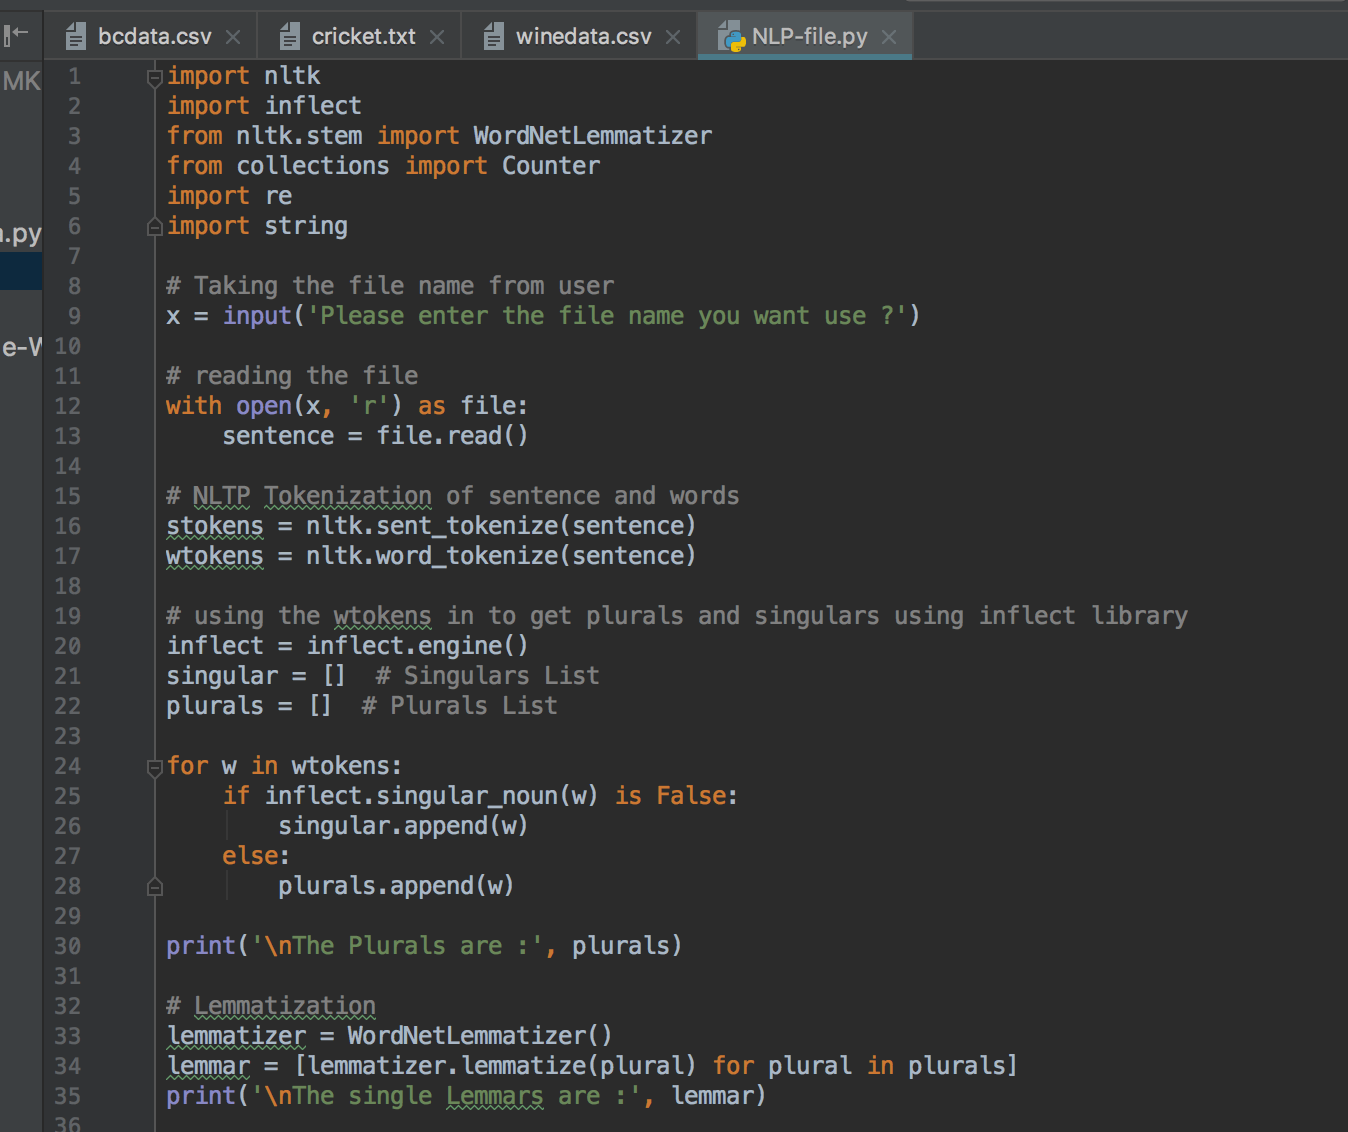 bcdata.csv cricket.txt winedata.csv NLP-file.py
MK
.py
e-W
1 import nltk
2 import inflect
3 from nltk.stem import WordNetLemmatizer
4 from collections import Counter
5 import re
6 import string
7
8 # Taking the file name from user
9 x = input('Please enter the file name you want use ?')
10
11 # reading the file
12 with open(x, 'r') as file:
13     sentence = file.read()
14
15 # NLTP Tokenization of sentence and words
16 stokens = nltk.sent_tokenize(sentence)
17 wtokens = nltk.word_tokenize(sentence)
18
19 # using the wtokens in to get plurals and singulars using inflect library
20 inflect = inflect.engine()
21 singular = []  # Singulars List
22 plurals = []  # Plurals List
23
24 for w in wtokens:
25     if inflect.singular_noun(w) is False:
26         singular.append(w)
27     else:
28         plurals.append(w)
29
30 print('\nThe Plurals are :', plurals)
31
32 # Lemmatization
33 lemmatizer = WordNetLemmatizer()
34 lemmar = [lemmatizer.lemmatize(plural) for plural in plurals]
35 print('\nThe single Lemmars are :', lemmar)
36